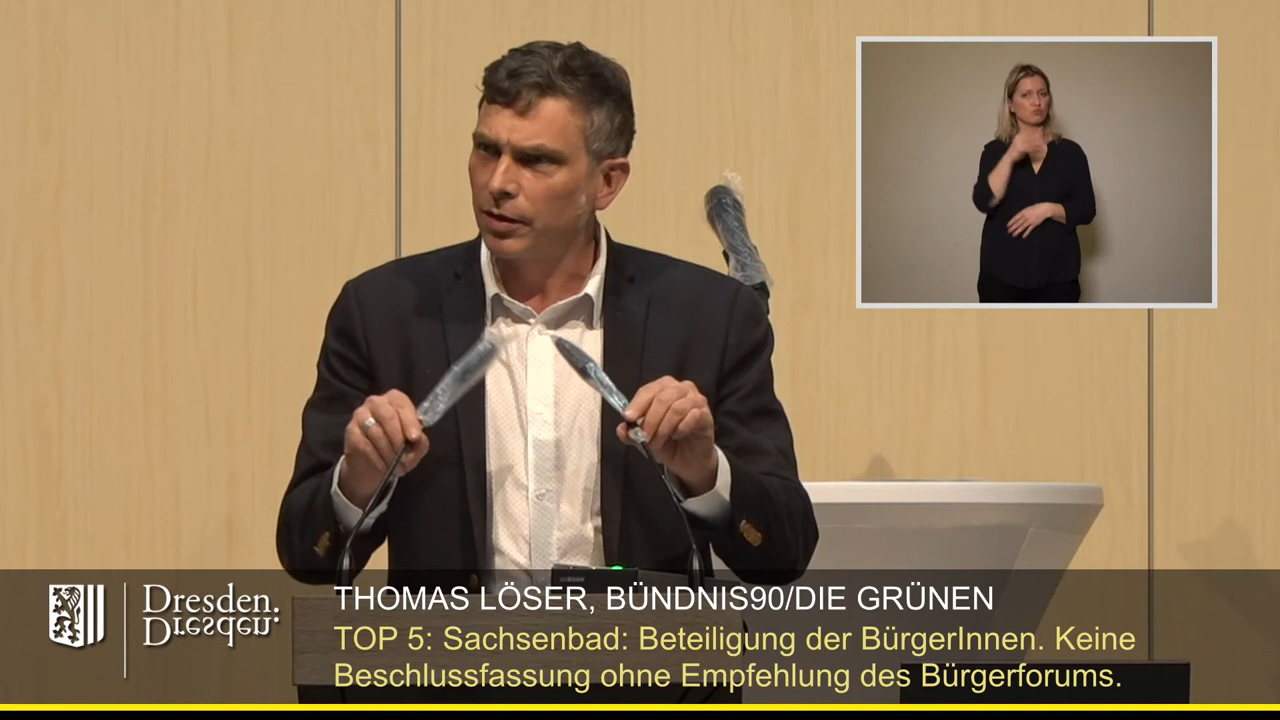 Dresden.
Dresden.
THOMAS LÖSER, BÜNDNIS90/DIE GRÜNEN
TOP 5: Sachsenbad: Beteiligung der BürgerInnen. Keine
Beschlussfassung ohne Empfehlung des Bürgerforums.